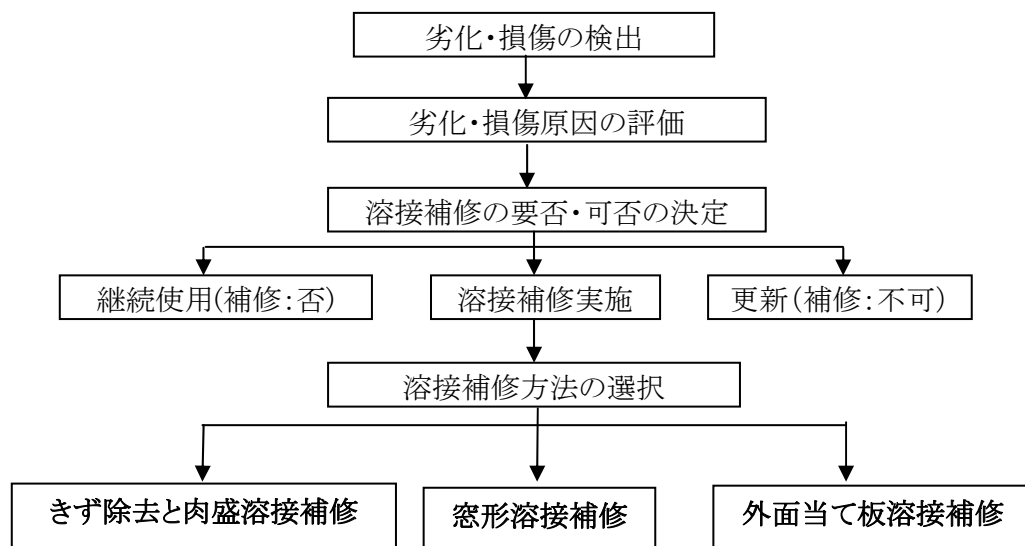 劣化・損傷の検出
劣化・損傷原因の評価
溶接補修の要否・可否の決定
継続使用(補修:否)
溶接補修実施
更新(補修:不可)
溶接補修方法の選択
きず除去と肉盛溶接補修
窓形溶接補修
外面当て板溶接補修